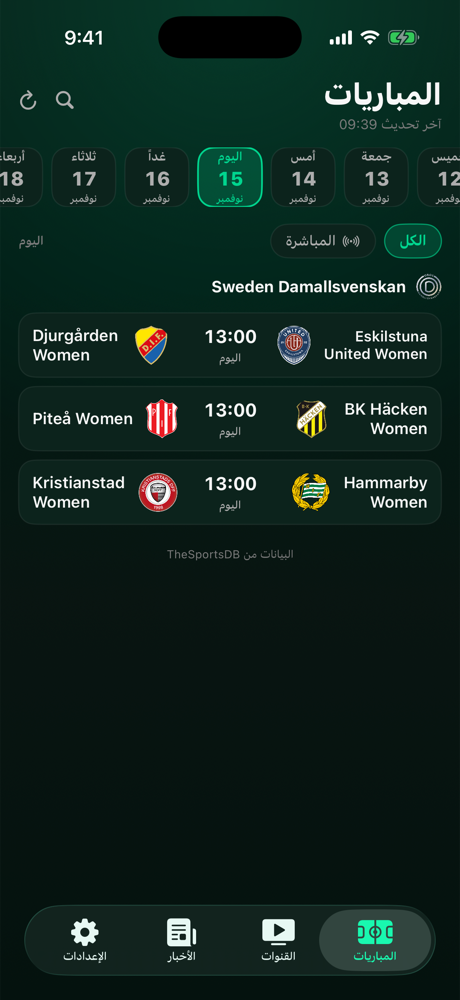 9:41
المباريات
آخر تحديث 09:39
خميس 12
جمعة 13 نوفمبر
أمس 14 نوفمبر
اليوم 15 نوفمبر
غداً 16 نوفمبر
ثلاثاء 17 نوفمبر
أربعاء 18
الكل
المباشرة
اليوم
Sweden Damallsvenskan
Eskilstuna United Women
13:00
اليوم
Djurgården Women
BK Häcken Women
13:00
اليوم
Piteå Women
Hammarby Women
13:00
اليوم
Kristianstad Women
البيانات من TheSportsDB
المباريات
القنوات
الأخبار
الإعدادات